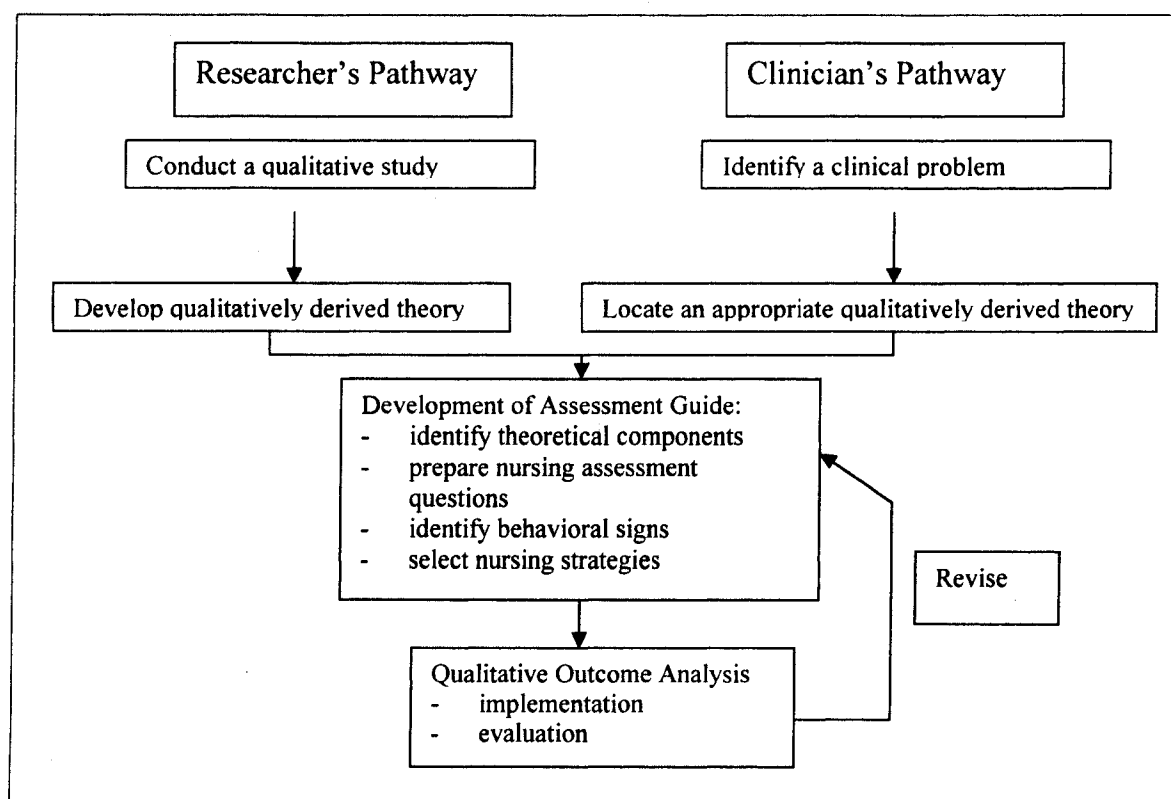 Researcher's Pathway
Clinician's Pathway
Conduct a qualitative study
Identify a clinical problem
Develop qualitatively derived theory
Locate an appropriate qualitatively derived theory
Development of Assessment Guide:
- identify theoretical components
- prepare nursing assessment
questions
- identify behavioral signs
- select nursing strategies
Revise
Qualitative Outcome Analysis
- implementation
- evaluation